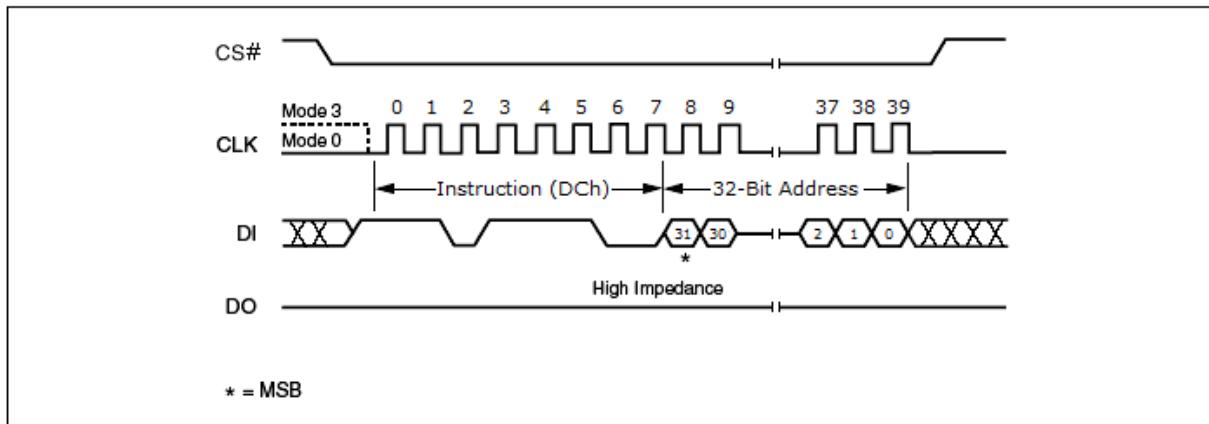 CS#
Mode 3
0 1 2 3 4 5 6 7 8 9 37 38 39
CLK
Mode 0
Instruction (DCh) 32-Bit Address
DI
31 30 2 1 0
*
High Impedance
DO
* = MSB